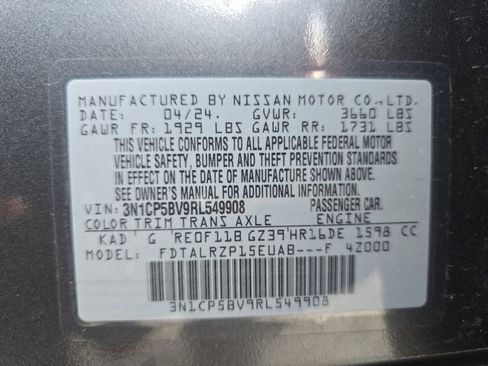 MANUFACTURED BY NISSAN MOTOR CO.,LTD.
DATE: 04/24. GVWR: 3660 LBS
GAWR FR: 1929 LBS GAWR RR: 1731 LBS
THIS VEHICLE CONFORMS TO ALL APPLICABLE FEDERAL MOTOR
VEHICLE SAFETY, BUMPER AND THEFT PREVENTION STANDARDS
IN EFFECT ON THE DATE OF MANUFACTURE SHOWN ABOVE.
SEE OWNER'S MANUAL FOR ADDITIONAL INFORMATION.
VIN: 3N1CP5BV9RL549908 PASSENGER CAR.
COLOR TRIM TRANS AXLE ENGINE
KAD G RE0F11B GZ39 HR16DE 1598 CC
MODEL: FDTALRZP15EUAB---F 4Z000
3N1CP5BV9RL549908